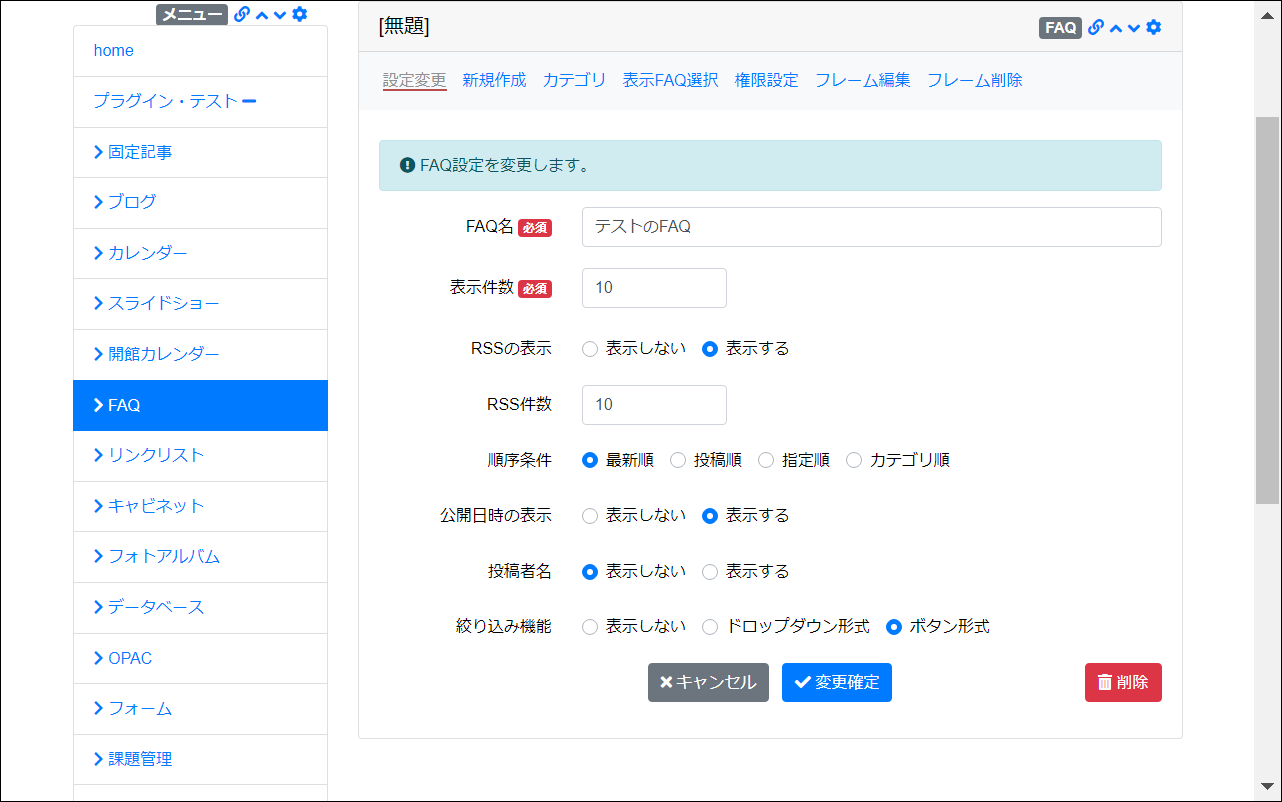 メニュー
home
プラグイン・テスト
固定記事
ブログ
カレンダー
スライドショー
開館カレンダー
FAQ
リンクリスト
キャビネット
フォトアルバム
データベース
OPAC
フォーム
課題管理
[無題]
FAQ
設定変更 新規作成 カテゴリ 表示FAQ選択 権限設定 フレーム編集 フレーム削除
FAQ設定を変更します。
FAQ名 必須 テストのFAQ
表示件数 必須 10
RSSの表示 表示しない 表示する
RSS件数 10
順序条件 最新順 投稿順 指定順 カテゴリ順
公開日時の表示 表示しない 表示する
投稿者名 表示しない 表示する
絞り込み機能 表示しない ドロップダウン形式 ボタン形式
キャンセル 変更確定 削除